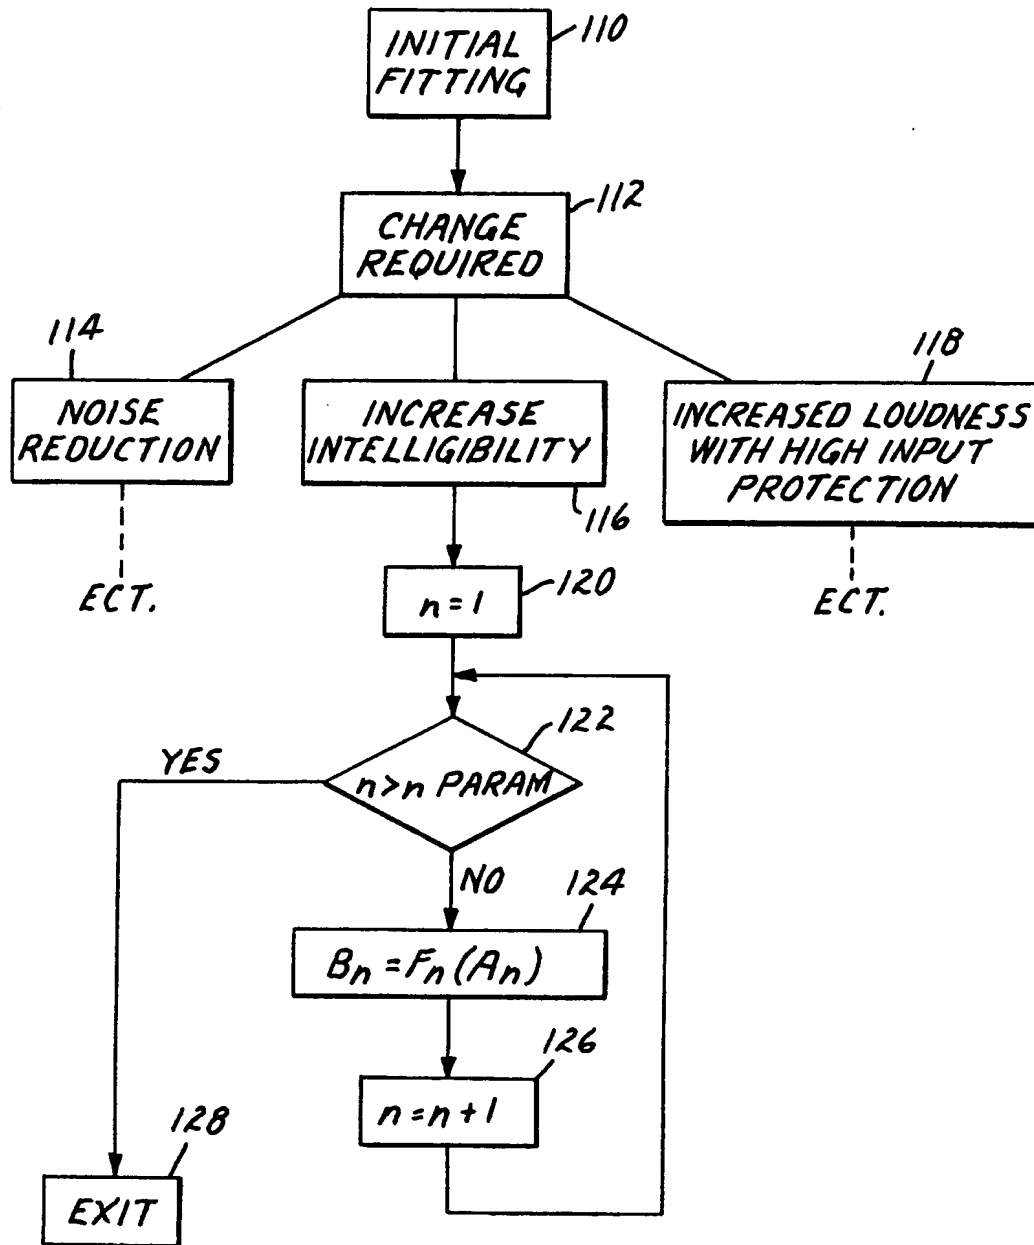 110
INITIAL
FITTING
112
CHANGE
REQUIRED
114
NOISE
REDUCTION
ECT.
INCREASE
INTELLIGIBILITY
116
118
INCREASED LOUDNESS
WITH HIGH INPUT
PROTECTION
ECT.
120
n=1
122
n>n PARAM
YES
NO
124
Bn=Fn(An)
126
n=n+1
128
EXIT